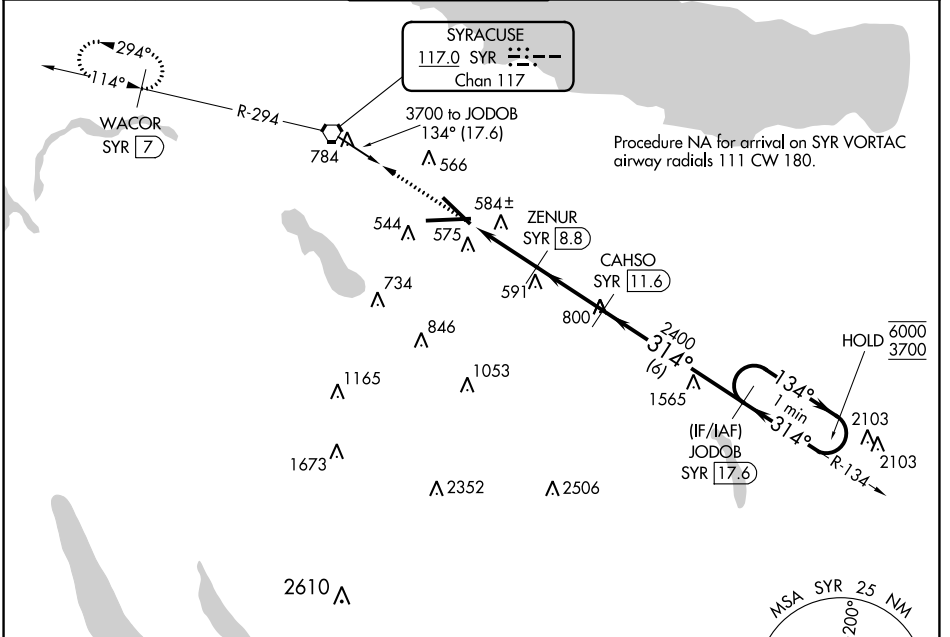 SYRACUSE
117.0 SYR
Chan 117
294°
114°
WACOR
SYR 7
R-294
3700 to JODOB
134° (17.6)
784
566
Procedure NA for arrival on SYR VORTAC
airway radials 111 CW 180.
584±
544
575
ZENUR
SYR 8.8
CAHSO
SYR 11.6
591
734
800
846
2400
314°
(6)
HOLD 6000
3700
1165
1053
1565
134°
1 min
314°
(IF/IAF)
JODOB
SYR 17.6
R-134
2103
2103
1673
2352
2506
2610
MSA SYR 25 NM
200°